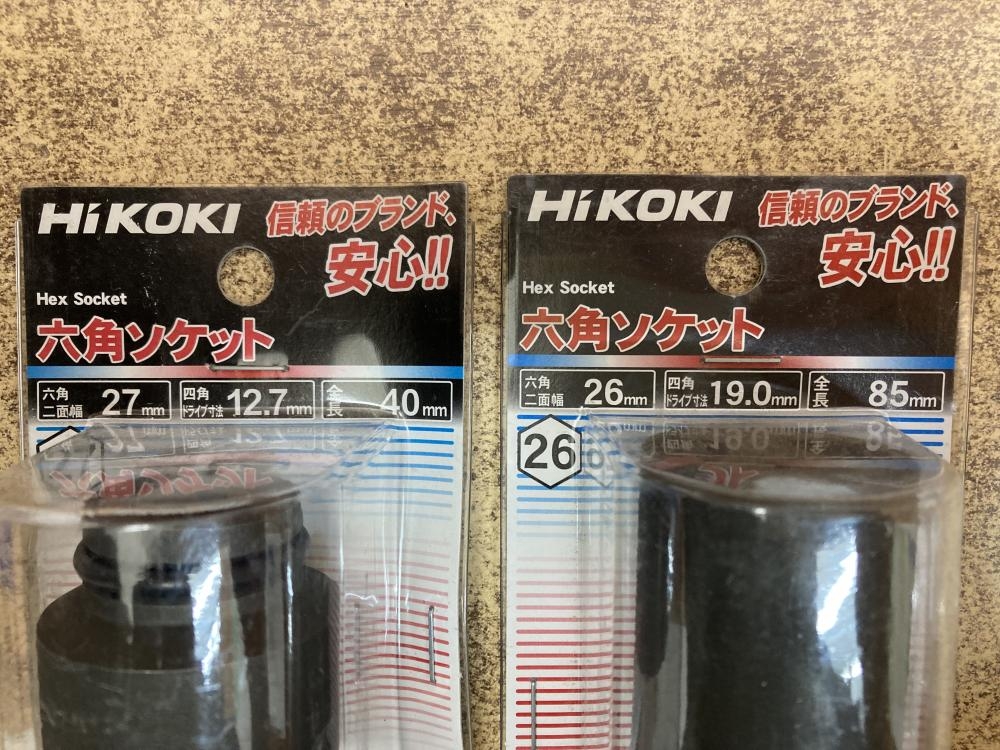 HiKOKI
信頼のブランド、
安心!!
Hex Socket
六角ソケット
六角
二面幅 27mm
四角
ドライブ寸法 12.7mm
全長 40mm
HiKOKI
信頼のブランド、
安心!!
Hex Socket
六角ソケット
六角
二面幅 26mm
四角
ドライブ寸法 19.0mm
全長 85mm
26